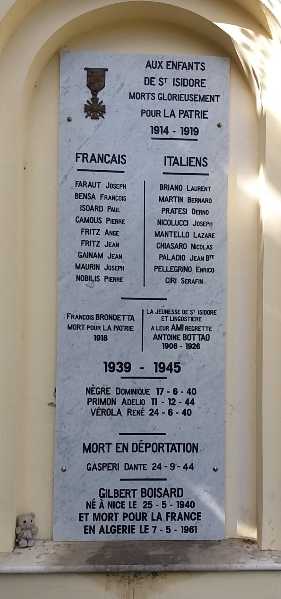 AUX ENFANTS
DE ST ISIDORE
MORTS GLORIEUSEMENT
POUR LA PATRIE
1914 - 1919
FRANÇAIS
FARAUT JOSEPH
BENSA FRANÇOIS
ISOARD PAUL
CAMOUS PIERRE
FRITZ ANGE
FRITZ JEAN
GAINAM JEAN
MAURIN JOSEPH
NOBILIS PIERRE
ITALIENS
BRIANO LAURENT
MARTIN BERNARD
PRATESI DERNO
NICOLUCCI JOSEPH
MANTELLO LAZARE
CHIASARO NICOLAS
PALADIO JEAN BTE
PELLEGRINO ENRICO
CIRI SERAFIN
FRANÇOIS BRONDETTA
MORT POUR LA PATRIE
1918
LA JEUNESSE DE ST ISIDORE
ET LINGOSTIERE
A LEUR AMI REGRETTE
ANTOINE BOTTAO
1906 - 1926
1939 - 1945
NÈGRE DOMINIQUE 17 - 6 - 40
PRIMON ADELIO 11 - 12 - 44
VÉROLA RENÉ 24 - 6 - 40
MORT EN DÉPORTATION
GASPERI DANTE 24 - 9 - 44
GILBERT BOISARD
NÉ À NICE LE 25 - 5 - 1940
ET MORT POUR LA FRANCE
EN ALGERIE LE 7 - 5 - 1961